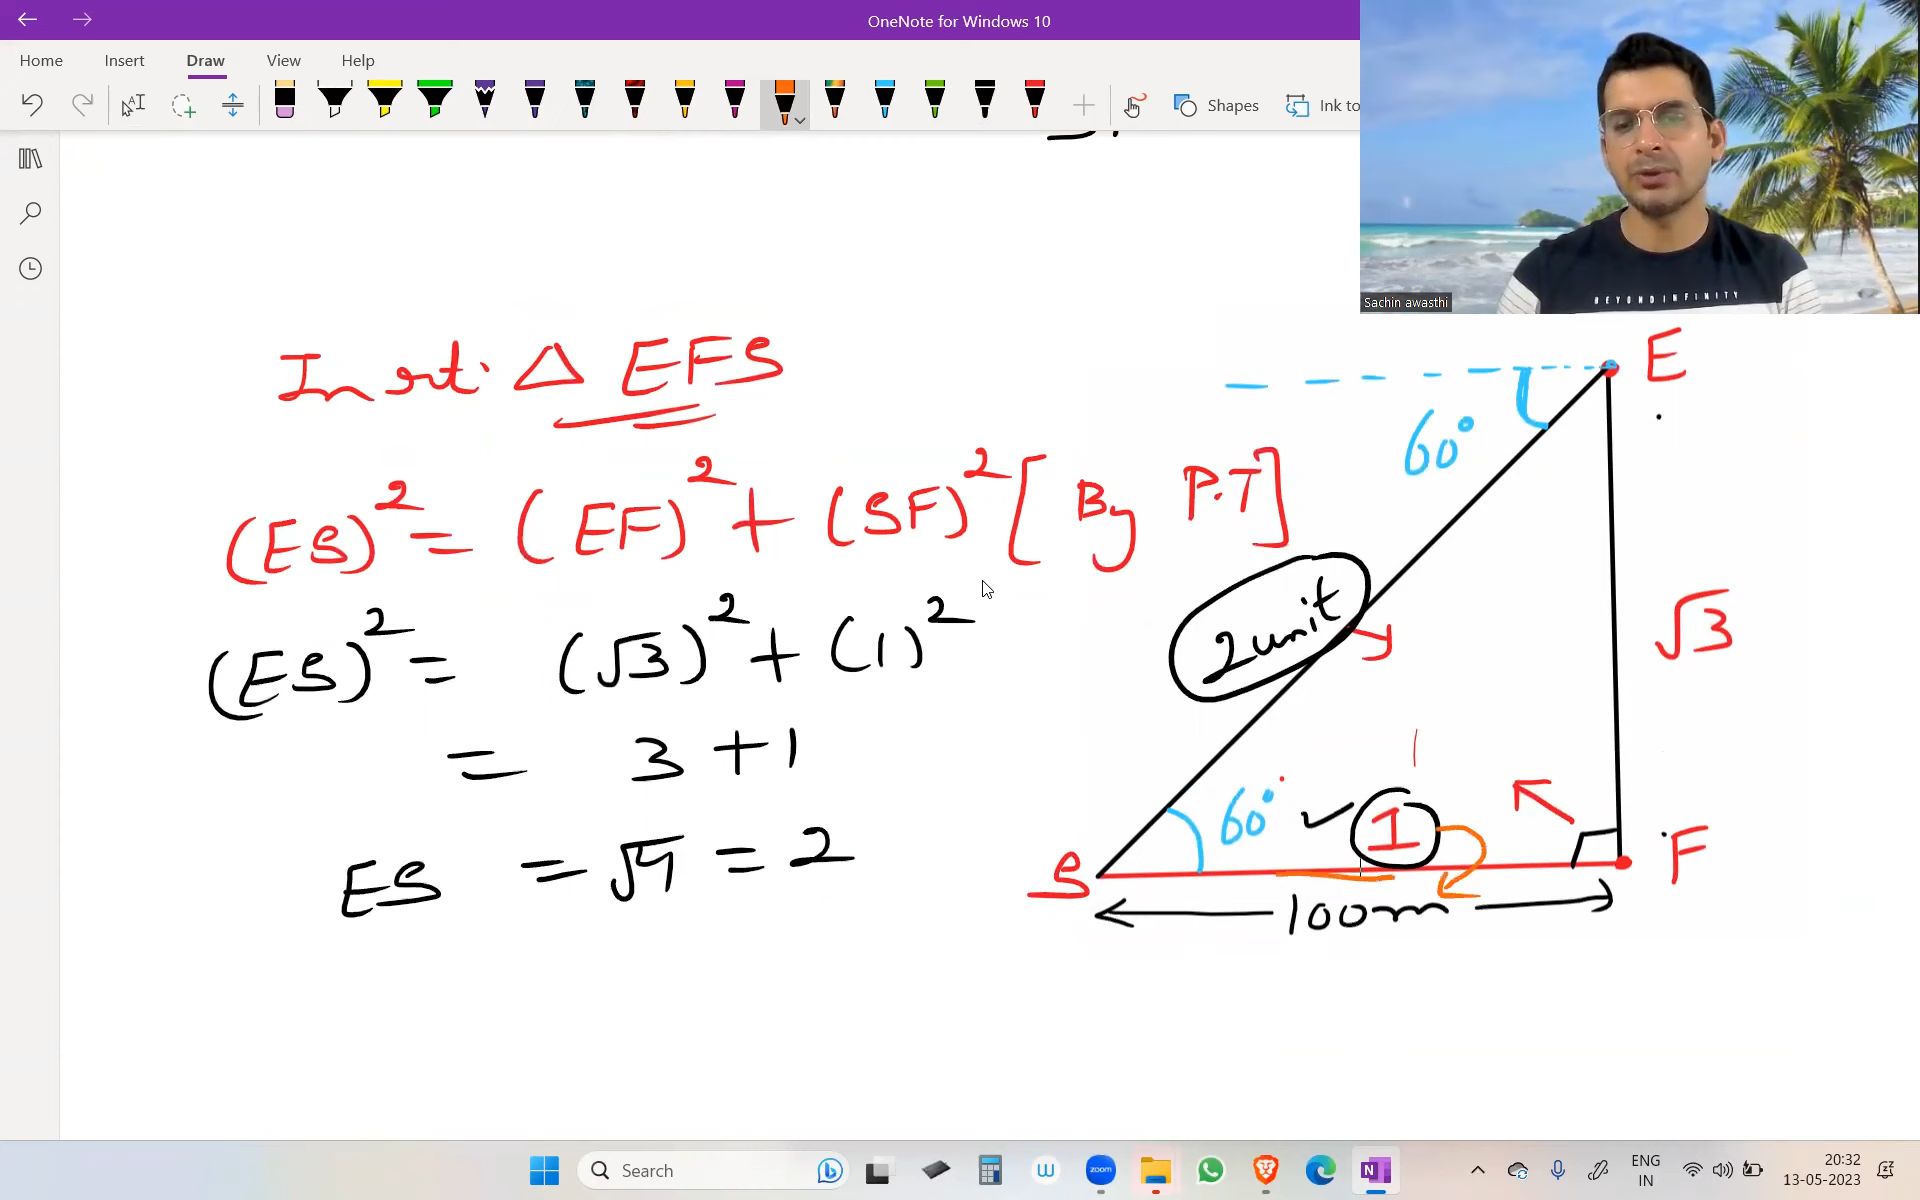 OneNote for Windows 10
Home Insert Draw View Help
Shapes Ink to
BEYONDINFINITY
Sachin awasthi
In rt. △ EFS
(ES)² = (EF)² + (SF)² [By P.T]
(ES)² = (√3)² + (1)²
= 3 + 1
ES = √4 = 2
E
60°
2 unit
√3
60° ✓ 1
S
F
100m
Search
zoom
ENG
IN
20:32
13-05-2023